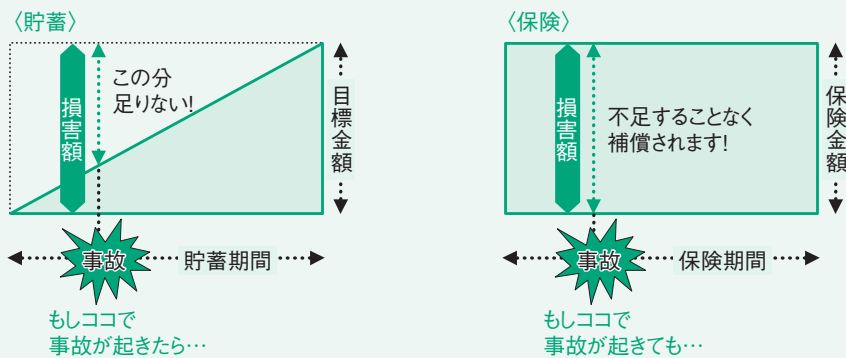 〈貯蓄〉
損害額
この分
足りない!
目標金額
事故
貯蓄期間
もしココで
事故が起きたら…
〈保険〉
損害額
不足することなく
補償されます!
保険金額
事故
保険期間
もしココで
事故が起きても…